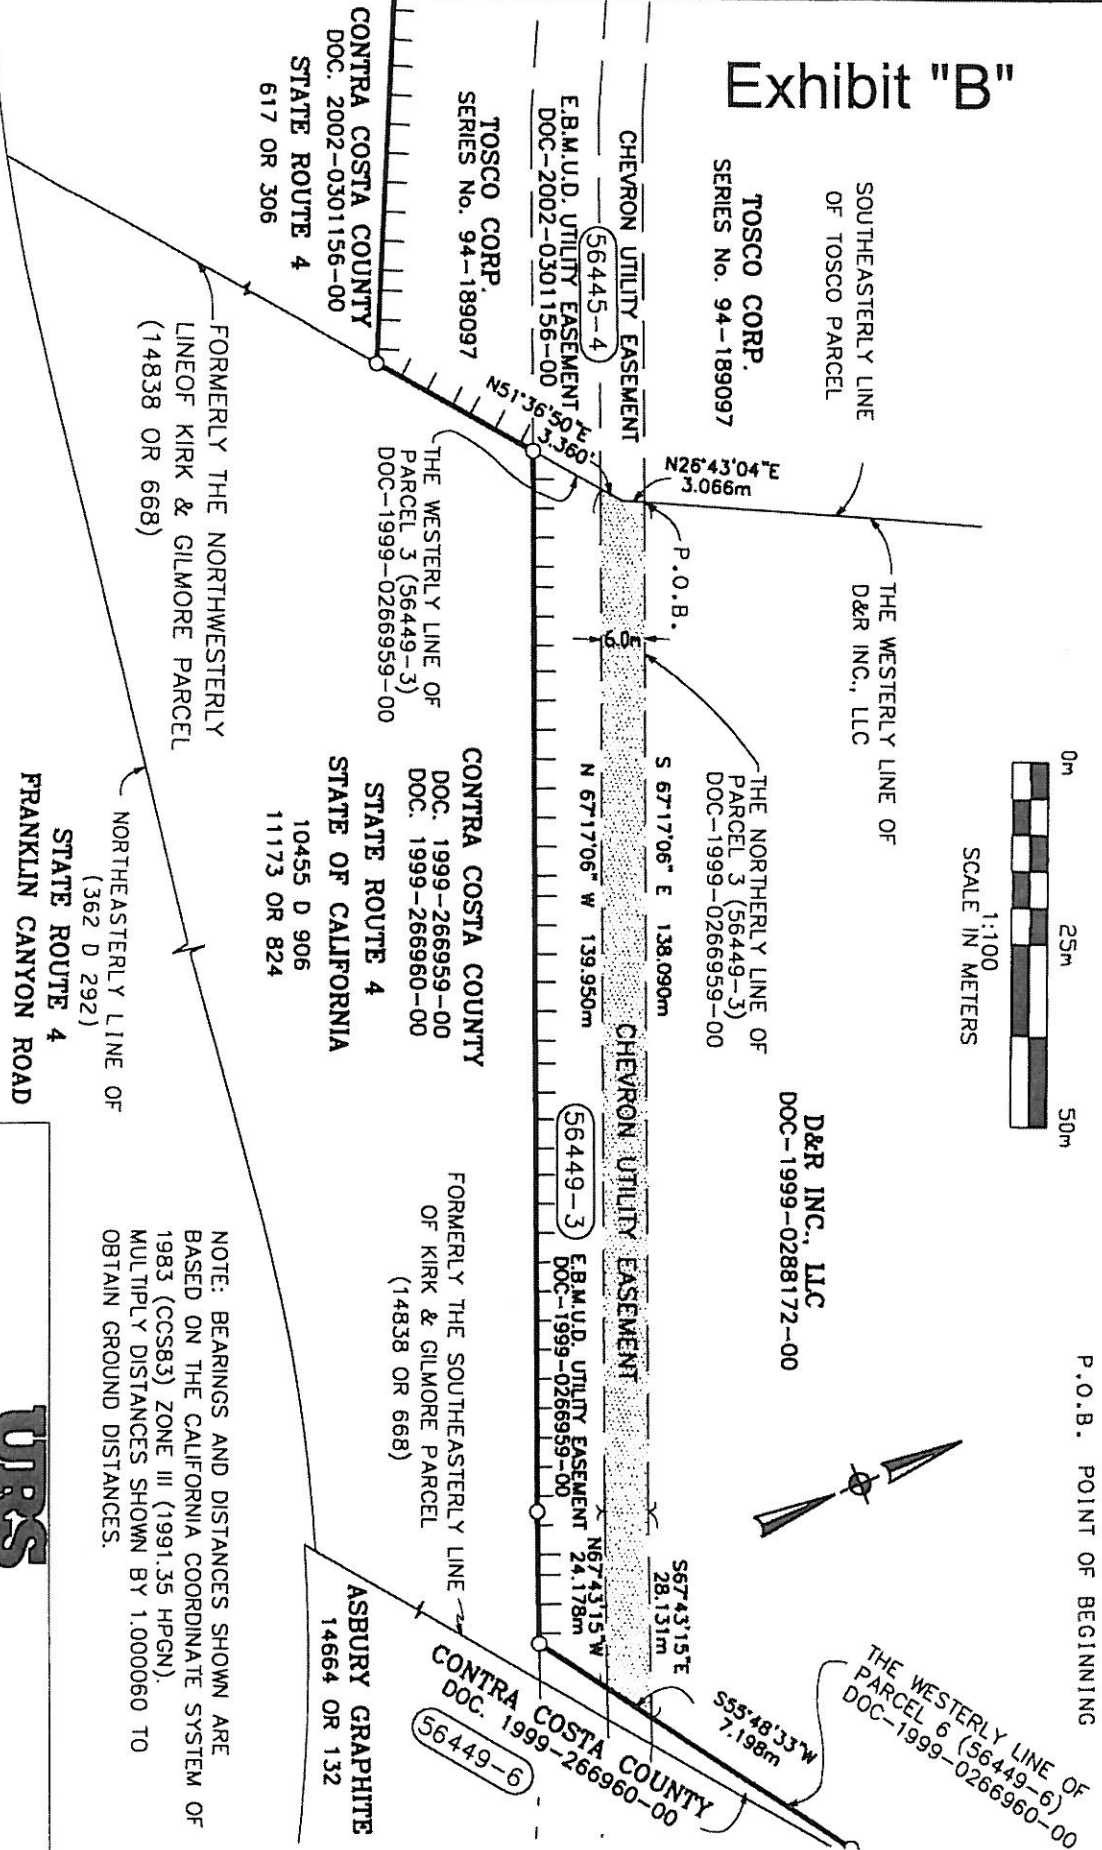 Exhibit "B"
P.O.B. POINT OF BEGINNING
0m
25m
50m
1:100
SCALE IN METERS
SOUTHEASTERLY LINE
OF TOSCO PARCEL
TOSCO CORP.
SERIES No. 94-189097
THE WESTERLY LINE OF
D&R INC., LLC
D&R INC., LLC
DOC-1999-0288172-00
THE WESTERLY LINE OF
PARCEL 6 (56449-6)
DOC-1999-0266960-00
THE NORTHERLY LINE OF
PARCEL 3 (56449-3)
DOC-1999-0266959-00
N26°43'04"E
3.066m
P.O.B.
S55°48'33"W
7.198m
S 67°17'06" E 138.090m
S67°43'15"E
28.131m
CHEVRON UTILITY EASEMENT
56445-4
6.0m
CHEVRON UTILITY EASEMENT
N 67°17'06" W 139.950m
N67°43'15"W
24.178m
E.B.M.U.D. UTILITY EASEMENT
DOC-2002-0301156-00
N51°36'50"E
3.360'
56449-3
E.B.M.U.D. UTILITY EASEMENT
DOC-1999-0266959-00
TOSCO CORP.
SERIES No. 94-189097
THE WESTERLY LINE OF
PARCEL 3 (56449-3)
DOC-1999-0266959-00
CONTRA COSTA COUNTY
DOC. 1999-266959-00
DOC. 1999-266960-00
STATE ROUTE 4
STATE OF CALIFORNIA
10455 D 906
11173 OR 824
FORMERLY THE SOUTHEASTERLY LINE
OF KIRK & GILMORE PARCEL
(14838 OR 668)
CONTRA COSTA COUNTY
DOC. 1999-266960-00
56449-6
CONTRA COSTA COUNTY
DOC. 2002-0301156-00
STATE ROUTE 4
617 OR 306
ASBURY GRAPHITE
14664 OR 132
FORMERLY THE NORTHWESTERLY
LINEOF KIRK & GILMORE PARCEL
(14838 OR 668)
NORTHEASTERLY LINE OF
(362 D 292)
STATE ROUTE 4
FRANKLIN CANYON ROAD
NOTE: BEARINGS AND DISTANCES SHOWN ARE
BASED ON THE CALIFORNIA COORDINATE SYSTEM OF
1983 (CCS83) ZONE III (1991.35 HPGN).
MULTIPLY DISTANCES SHOWN BY 1.000060 TO
OBTAIN GROUND DISTANCES.
URS